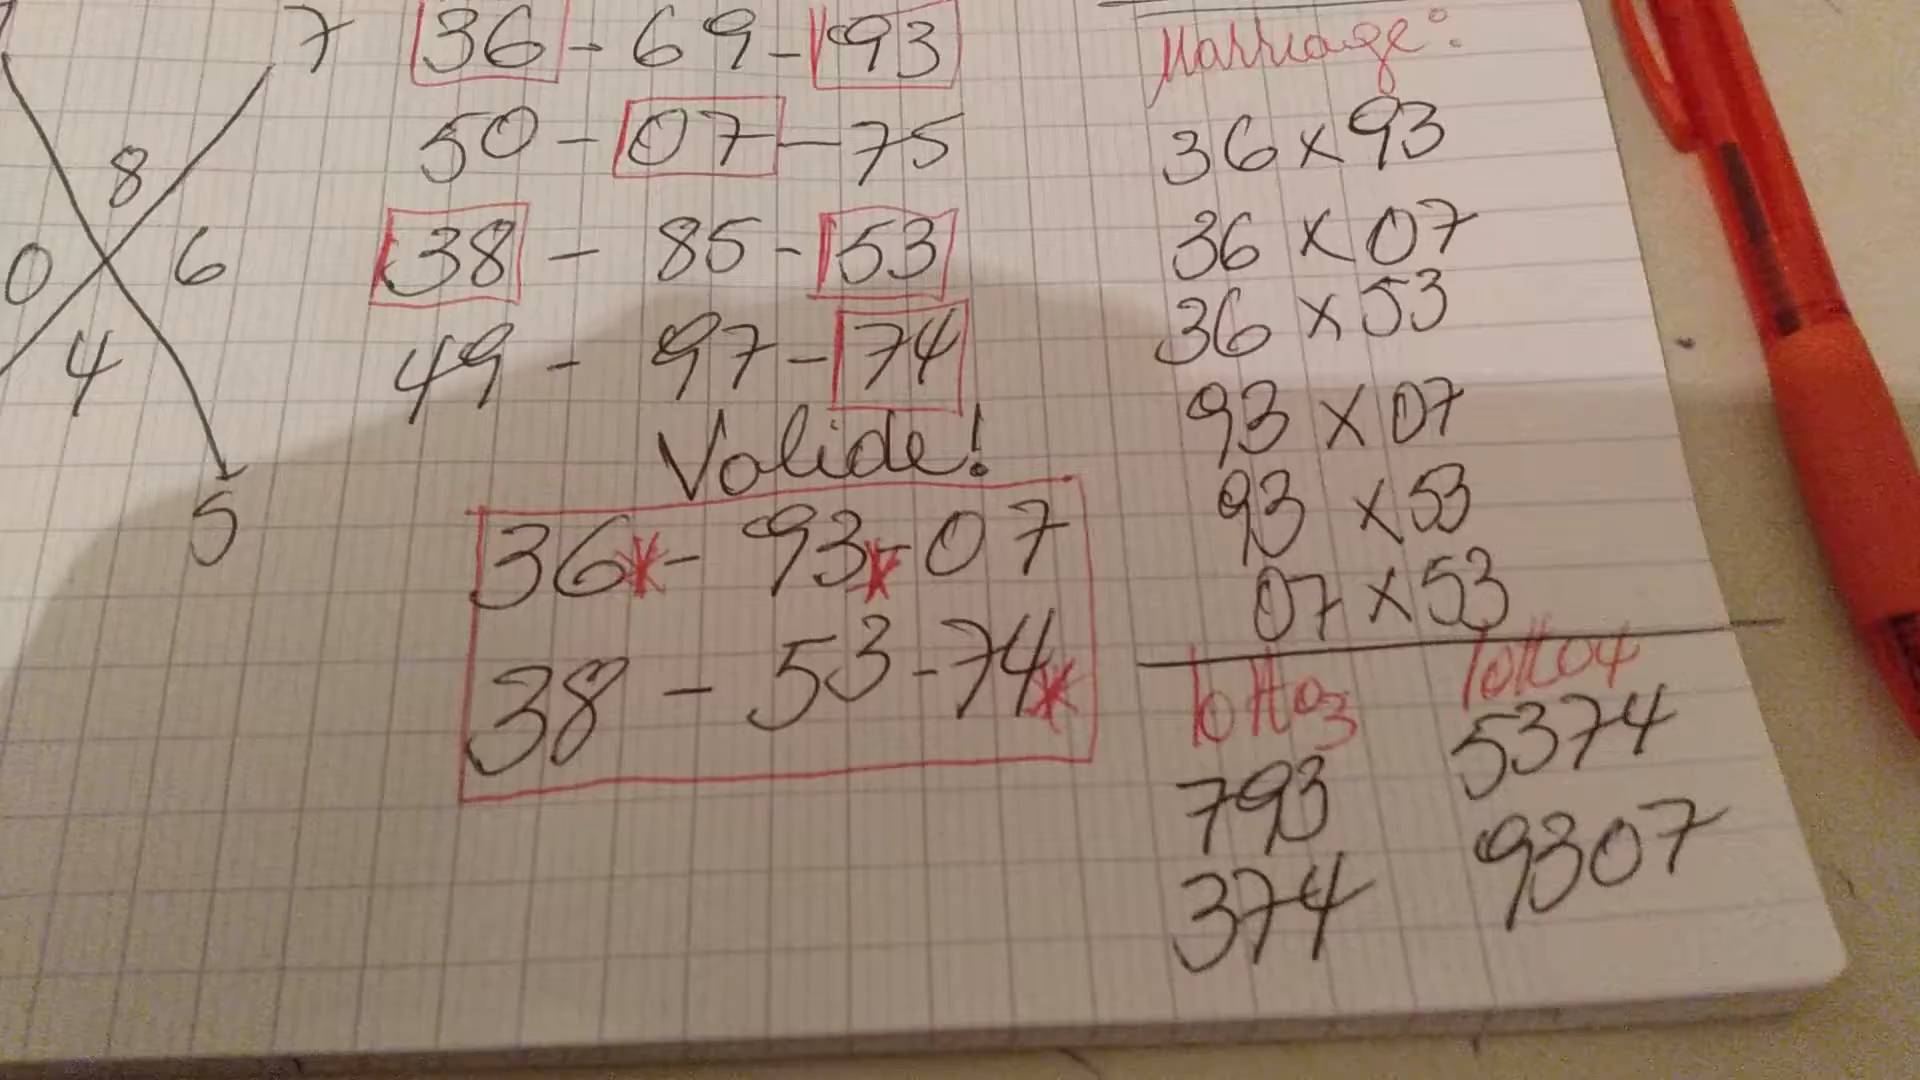 7
8
0 6
4
5
36 - 69 - 93
50 - 07 - 75
38 - 85 - 53
49 - 97 - 74
Valide!
36* - 93*- 07
38 - 53 - 74*
Marriage:
36 x 93
36 x 07
36 x 53
93 x 07
93 x 53
07 x 53
lotto3 lotto4
793 5374
374 9307